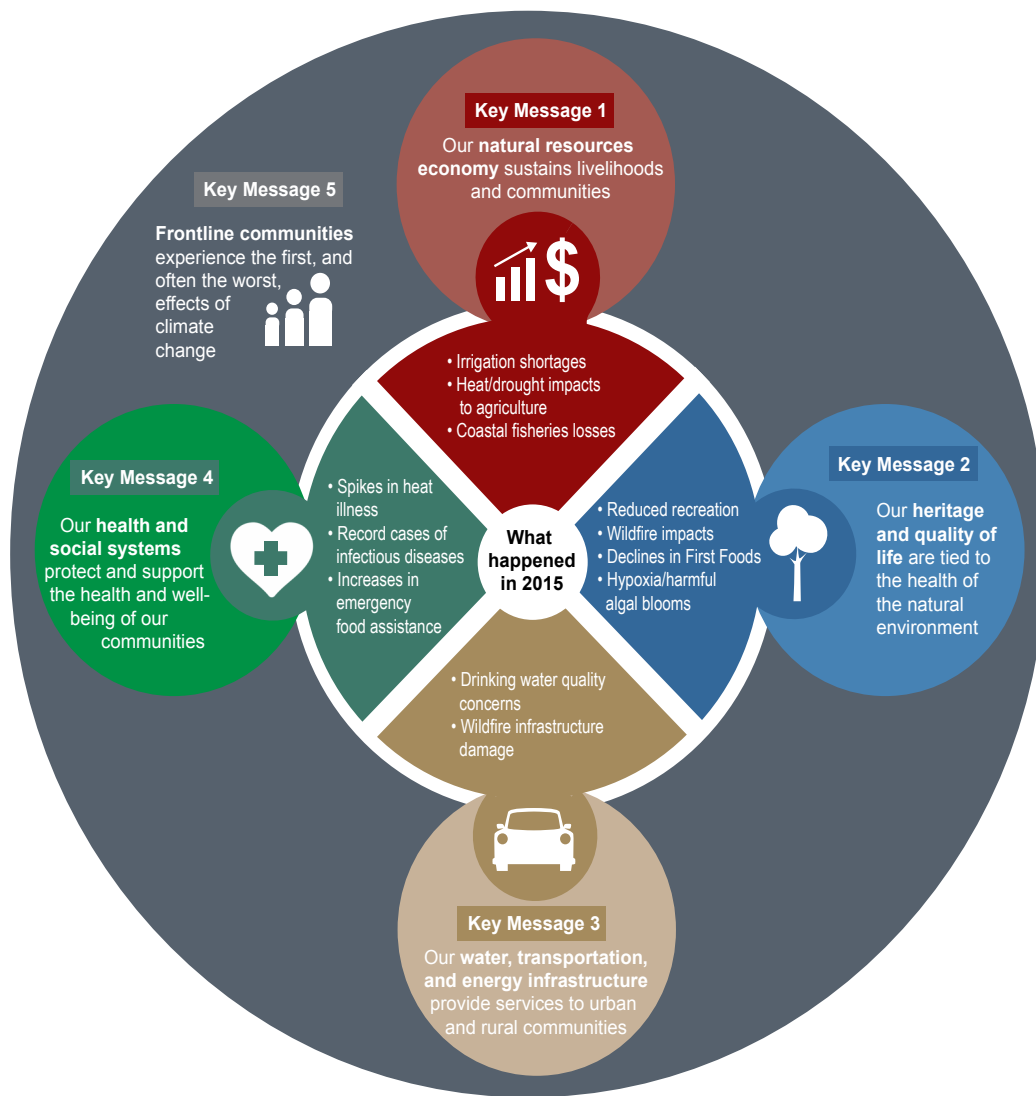 Key Message 1
Our natural resources
economy sustains livelihoods
and communities
Key Message 5
Frontline communities
experience the first, and
often the worst,
effects of
climate
change
$
• Irrigation shortages
• Heat/drought impacts
to agriculture
• Coastal fisheries losses
Key Message 4
Our health and
social systems
protect and support
the health and well-
being of our
communities
• Spikes in heat
illness
• Record cases of
infectious diseases
• Increases in
emergency
food assistance
What
happened
in 2015
• Reduced recreation
• Wildfire impacts
• Declines in First Foods
• Hypoxia/harmful
algal blooms
Key Message 2
Our heritage
and quality of
life are tied to
the health of
the natural
environment
• Drinking water quality
concerns
• Wildfire infrastructure
damage
Key Message 3
Our water, transportation,
and energy infrastructure
provide services to urban
and rural communities